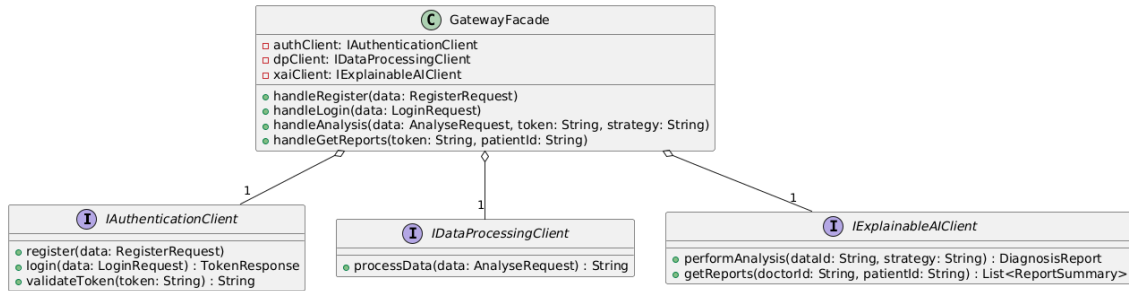 C GatewayFacade
authClient: IAuthenticationClient
dpClient: IDataProcessingClient
xaiClient: IExplainableAIClient
handleRegister(data: RegisterRequest)
handleLogin(data: LoginRequest)
handleAnalysis(data: AnalyseRequest, token: String, strategy: String)
handleGetReports(token: String, patientId: String)
1
1
1
I IAuthenticationClient
register(data: RegisterRequest)
login(data: LoginRequest) : TokenResponse
validateToken(token: String) : String
I IDataProcessingClient
processData(data: AnalyseRequest) : String
I IExplainableAIClient
performAnalysis(dataId: String, strategy: String) : DiagnosisReport
getReports(doctorId: String, patientId: String) : List<ReportSummary>